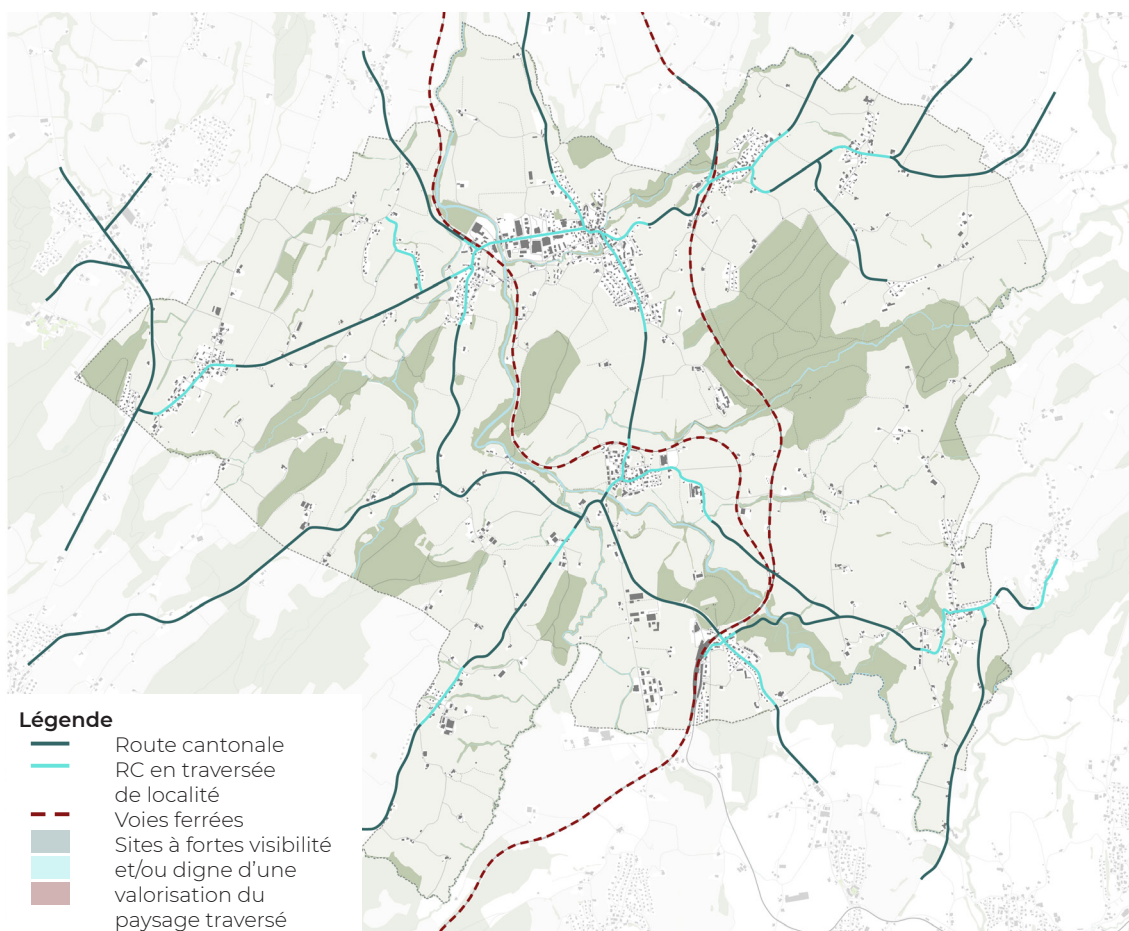 Légende
Route cantonale
RC en traversée
de localité
Voies ferrées
Sites à fortes visibilité
et/ou digne d'une
valorisation du
paysage traversé